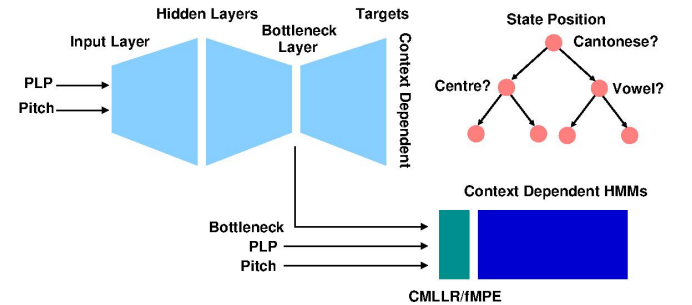 Hidden Layers
Targets
State Position
Input Layer
Bottleneck
Layer
Cantonese?
Context Dependent
PLP
Pitch
Centre?
Vowel?
Context Dependent HMMs
Bottleneck
PLP
Pitch
CMLLR/fMPE